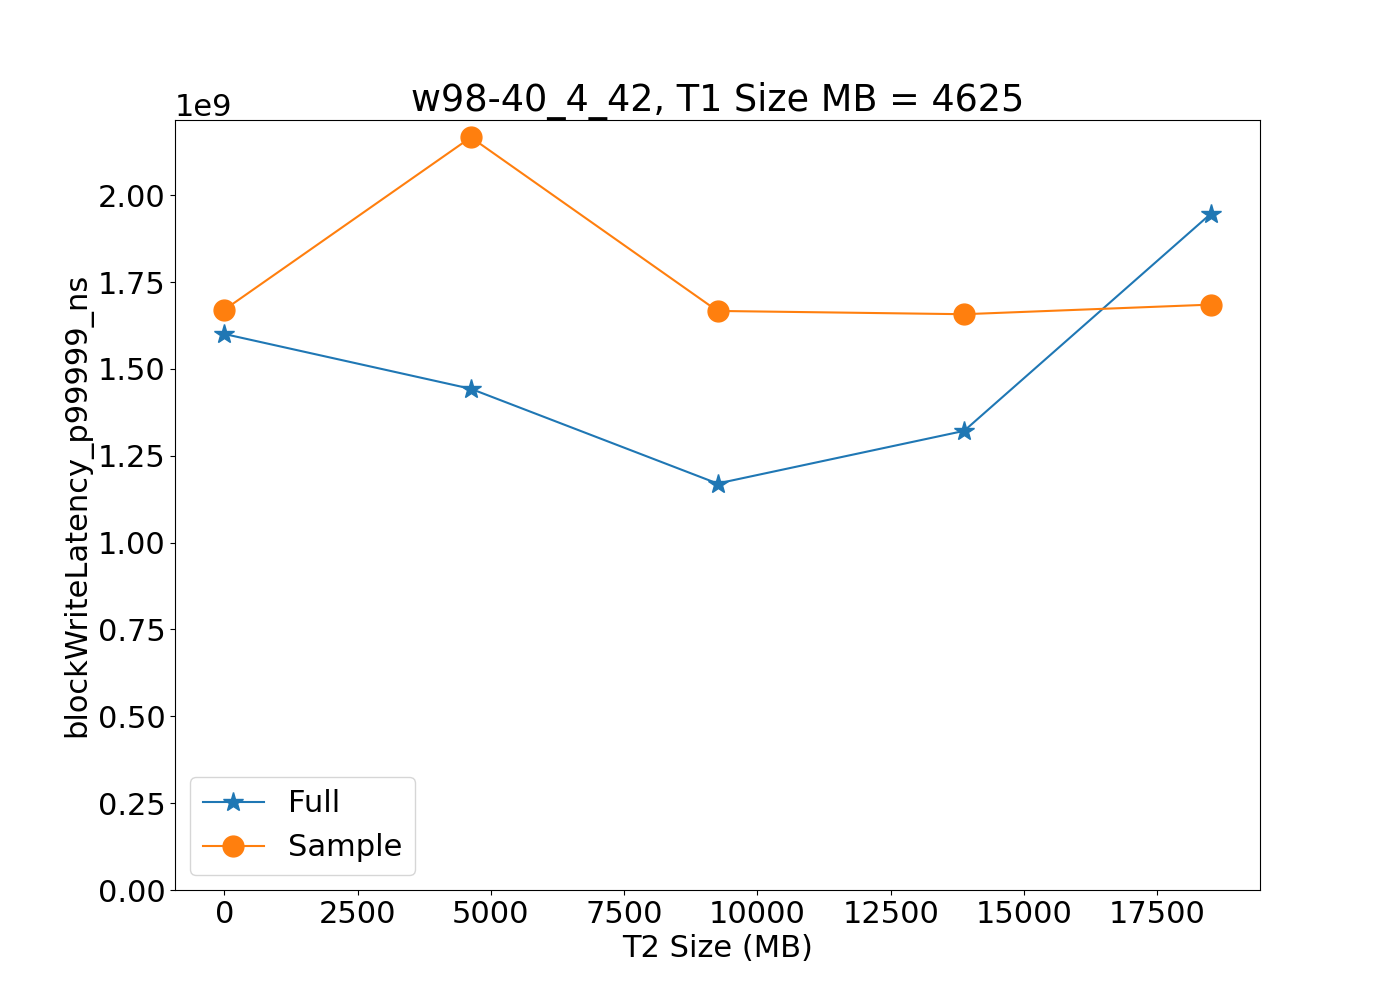 w98-40_4_42, T1 Size MB = 4625
1e9
blockWriteLatency_p99999_ns
2.00
1.75
1.50
1.25
1.00
0.75
0.50
0.25
0.00
Full
Sample
0 2500 5000 7500 10000 12500 15000 17500
T2 Size (MB)